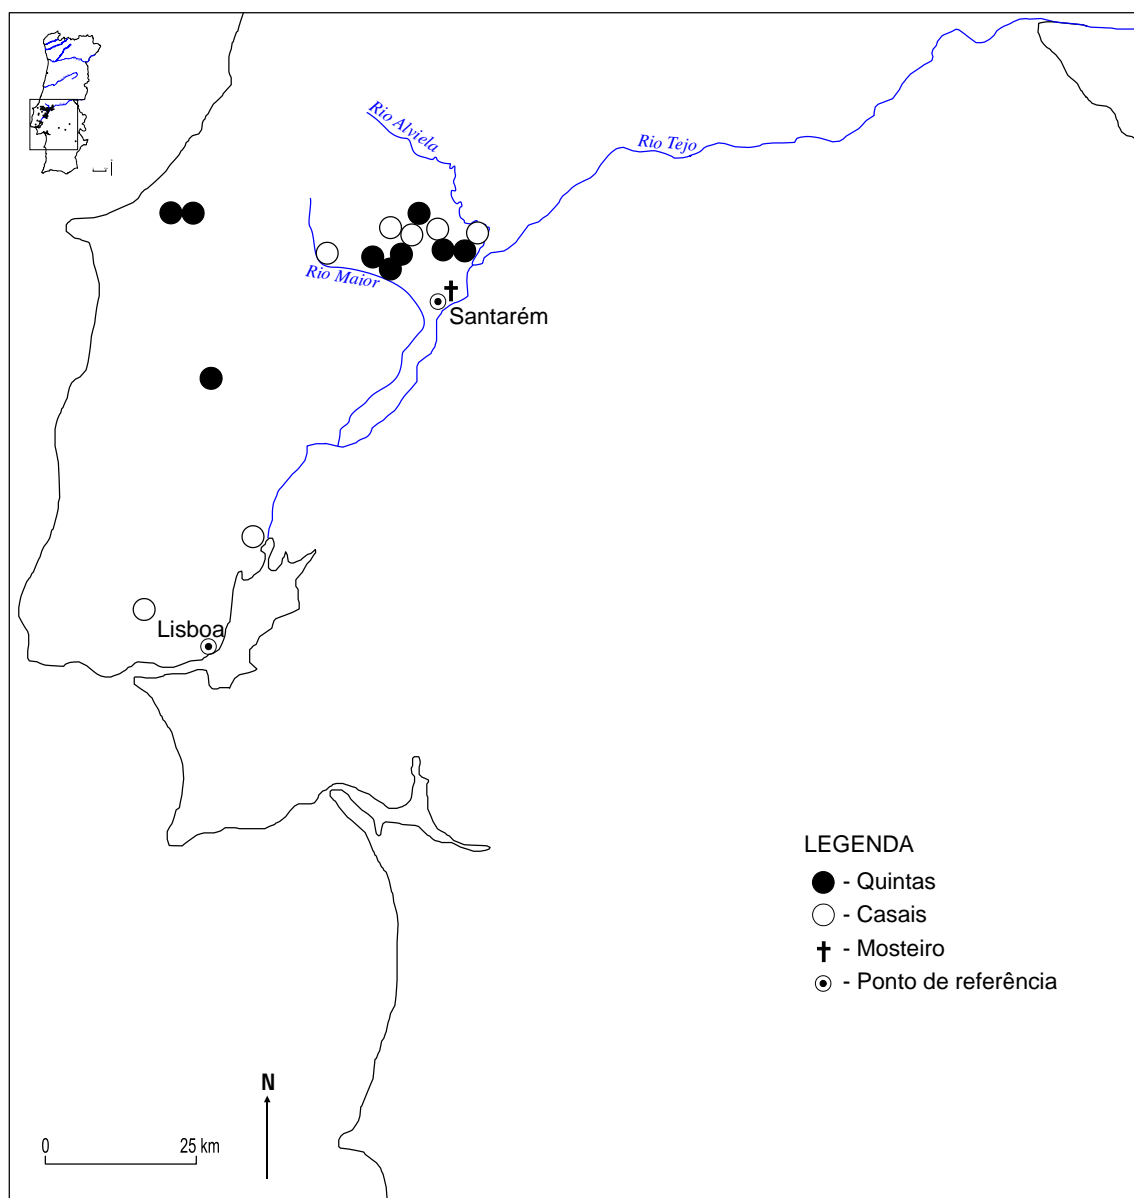 Rio Alviela
Rio Tejo
Rio Maior
Santarém
Lisboa
LEGENDA
- Quintas
- Casais
- Mosteiro
- Ponto de referência
N
0 25 km